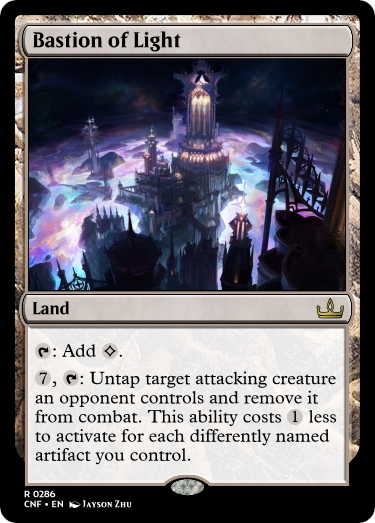 Bastion of Light
Land
: Add .
7, : Untap target attacking creature
an opponent controls and remove it
from combat. This ability costs 1 less
to activate for each differently named
artifact you control.
R 0286
CNF • EN Jayson Zhu